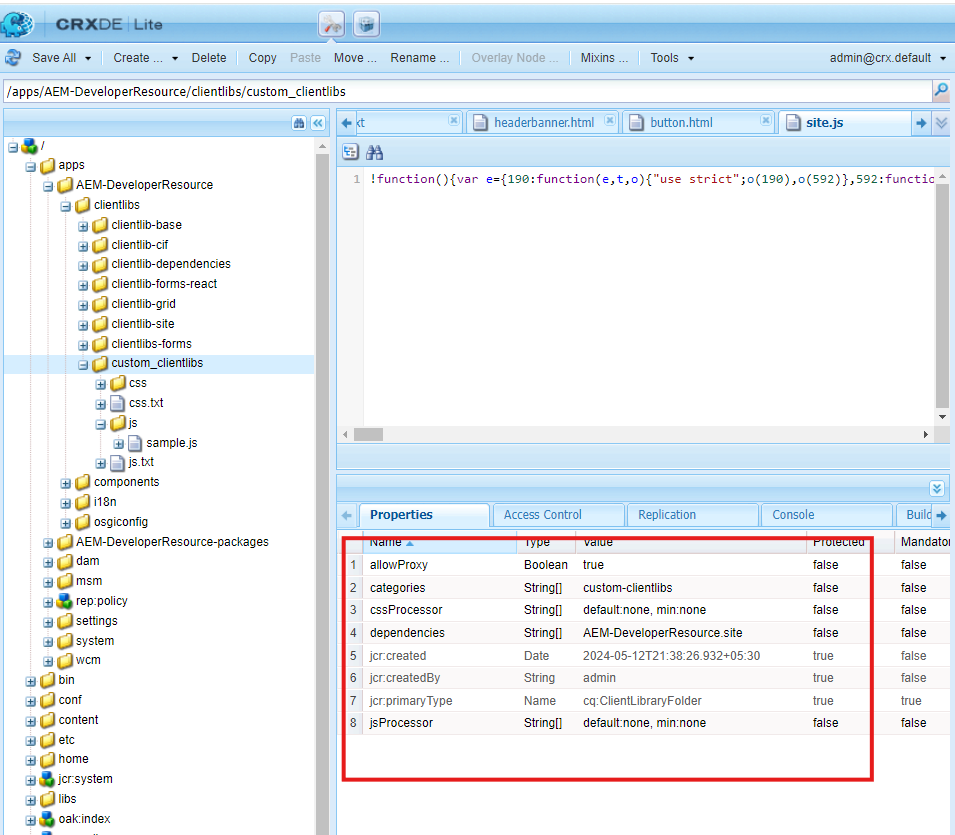 CRXDE | Lite
Save All Create ... Delete Copy Paste Move ... Rename ... Overlay Node ... Mixins ... Tools admin@crx.default
/apps/AEM-DeveloperResource/clientlibs/custom_clientlibs
xt headerbanner.html button.html site.js
/
apps
AEM-DeveloperResource
clientlibs
clientlib-base
clientlib-cif
clientlib-dependencies
clientlib-forms-react
clientlib-grid
clientlib-site
clientlibs-forms
custom_clientlibs
css
css.txt
js
sample.js
js.txt
components
i18n
osgiconfig
AEM-DeveloperResource-packages
dam
msm
rep:policy
settings
system
wcm
bin
conf
content
etc
home
jcr:system
libs
oak:index
1 !function(){var e={190:function(e,t,o){"use strict";o(190),o(592)},592:functio
Properties Access Control Replication Console Build
Name Type Value Protected Mandator
1 allowProxy Boolean true false false
2 categories String[] custom-clientlibs false false
3 cssProcessor String[] default:none, min:none false false
4 dependencies String[] AEM-DeveloperResource.site false false
5 jcr:created Date 2024-05-12T21:38:26.932+05:30 true false
6 jcr:createdBy String admin true false
7 jcr:primaryType Name cq:ClientLibraryFolder true true
8 jsProcessor String[] default:none, min:none false false